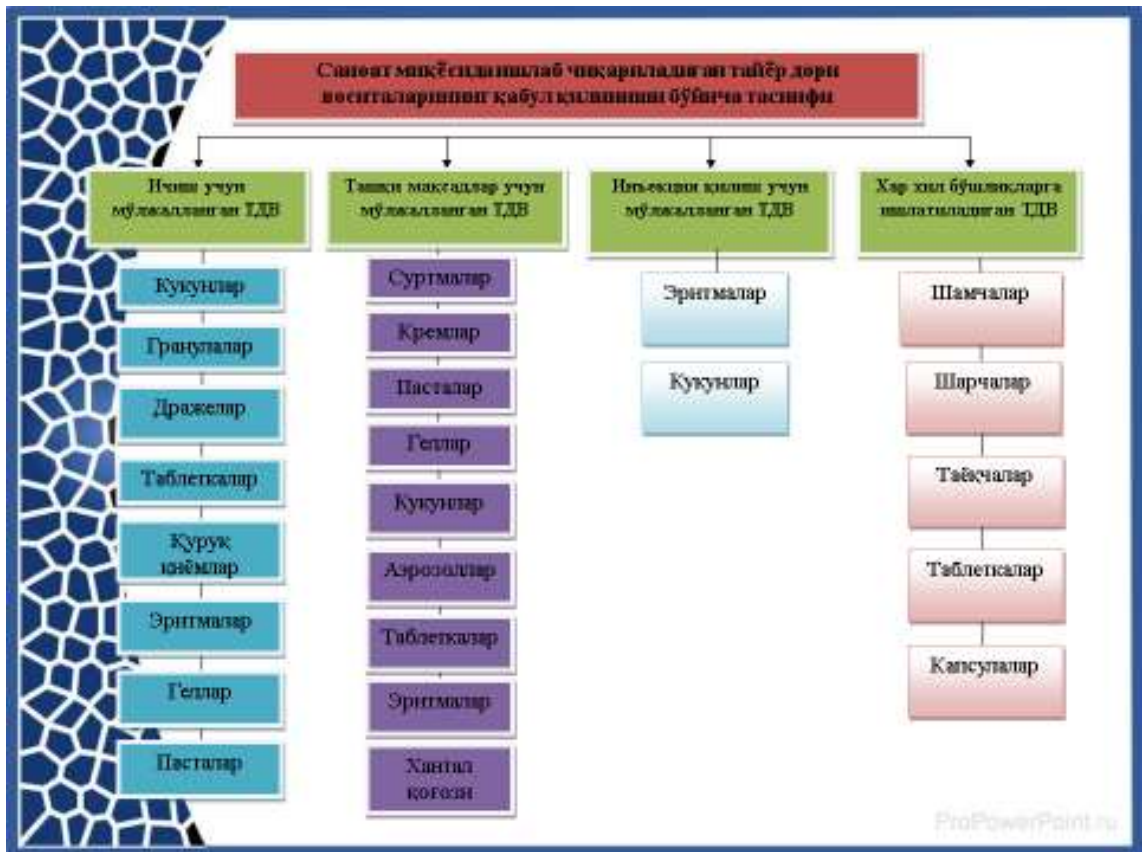 Саноат миқёсида ишлаб чиқариладиган тайёр дори
воситаларининг қабул қилиниши бўйича таснифи
Ичиш учун
мўлжалланган ТДВ
Ташқи мақсадлар учун
мўлжалланган ТДВ
Инъекция қилиш учун
мўлжалланган ТДВ
Хар хил бўшлиқларга
ишлатиладиган ТДВ
Кукунлар
Гранулалар
Дражелар
Таблеткалар
Қуруқ
қиёмлар
Эритмалар
Геллар
Пасталар
Суртмалар
Кремлар
Пасталар
Геллар
Кукунлар
Аэрозоллар
Таблеткалар
Эритмалар
Хантал
қоғози
Эритмалар
Кукунлар
Шамчалар
Шарчалар
Таёқчалар
Таблеткалар
Капсулалар
ProPowerPoint.ru